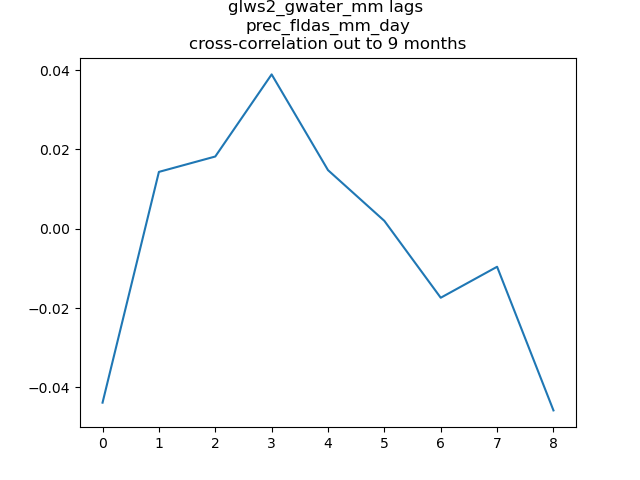 glws2_gwater_mm lags
prec_fldas_mm_day
cross-correlation out to 9 months
0.04
0.02
0.00
−0.02
−0.04
0 1 2 3 4 5 6 7 8